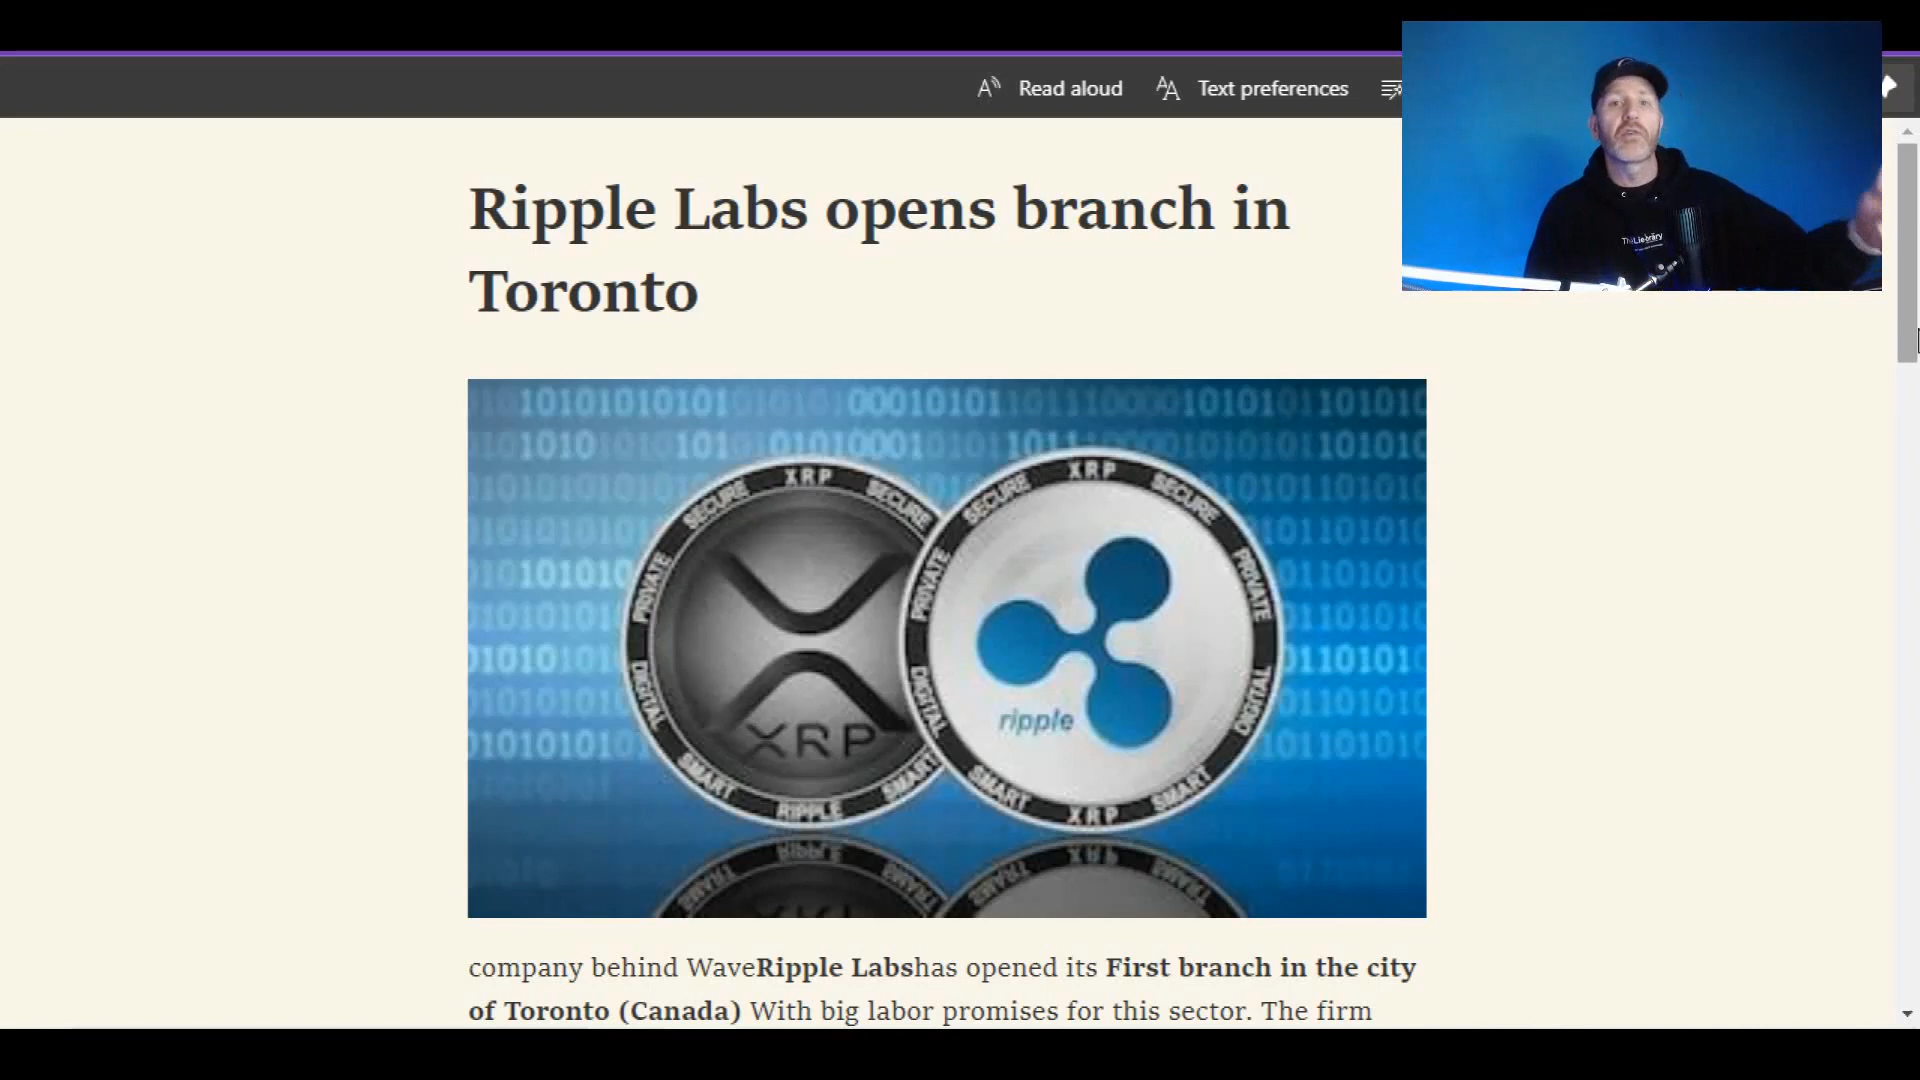 Read aloud
Text preferences
Ripple Labs opens branch in
Toronto
XRP
SECURE
SECURE
PRIVATE
DIGITAL
SMART
RIPPLE
SMART
XRP
XRP
SECURE
SECURE
PRIVATE
PRIVATE
DIGITAL
DIGITAL
SMART
XRP
SMART
ripple
company behind WaveRipple Labshas opened its First branch in the city
of Toronto (Canada) With big labor promises for this sector. The firm